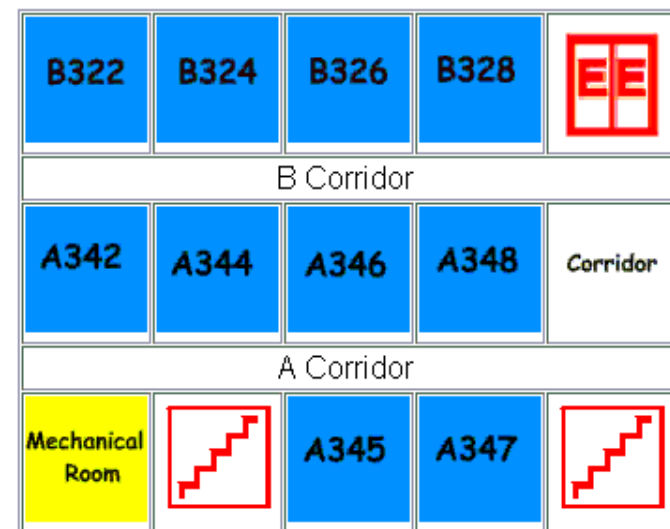 B322 B324 B326 B328 EE
B Corridor
A342 A344 A346 A348 Corridor
A Corridor
Mechanical
Room
A345 A347